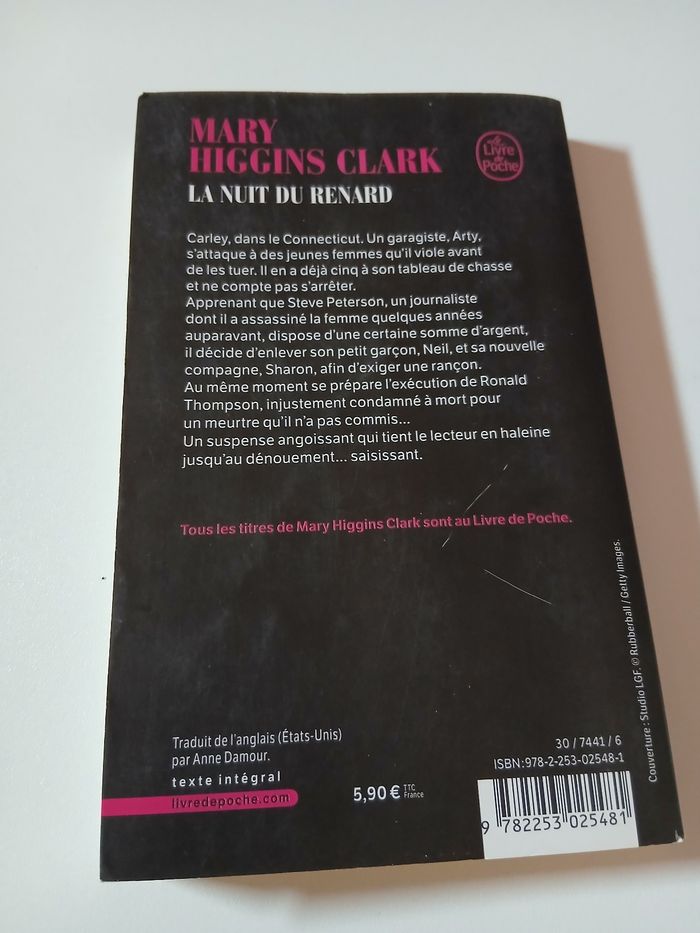 MARY
HIGGINS CLARK
LA NUIT DU RENARD
Le
Livre
de
Poche
Carley, dans le Connecticut. Un garagiste, Arty,
s'attaque à des jeunes femmes qu'il viole avant
de les tuer. Il en a déjà cinq à son tableau de chasse
et ne compte pas s'arrêter.
Apprenant que Steve Peterson, un journaliste
dont il a assassiné la femme quelques années
auparavant, dispose d'une certaine somme d'argent,
il décide d'enlever son petit garçon, Neil, et sa nouvelle
compagne, Sharon, afin d'exiger une rançon.
Au même moment se prépare l'exécution de Ronald
Thompson, injustement condamné à mort pour
un meurtre qu'il n'a pas commis...
Un suspense angoissant qui tient le lecteur en haleine
jusqu'au dénouement... saisissant.
Tous les titres de Mary Higgins Clark sont au Livre de Poche.
Couverture : Studio LGF. © Rubberball / Getty Images.
Traduit de l'anglais (États-Unis)
par Anne Damour.
texte intégral
livredepoche.com
5,90 € TTC
France
30 / 7441 / 6
ISBN : 978-2-253-02548-1
9 782253 025481